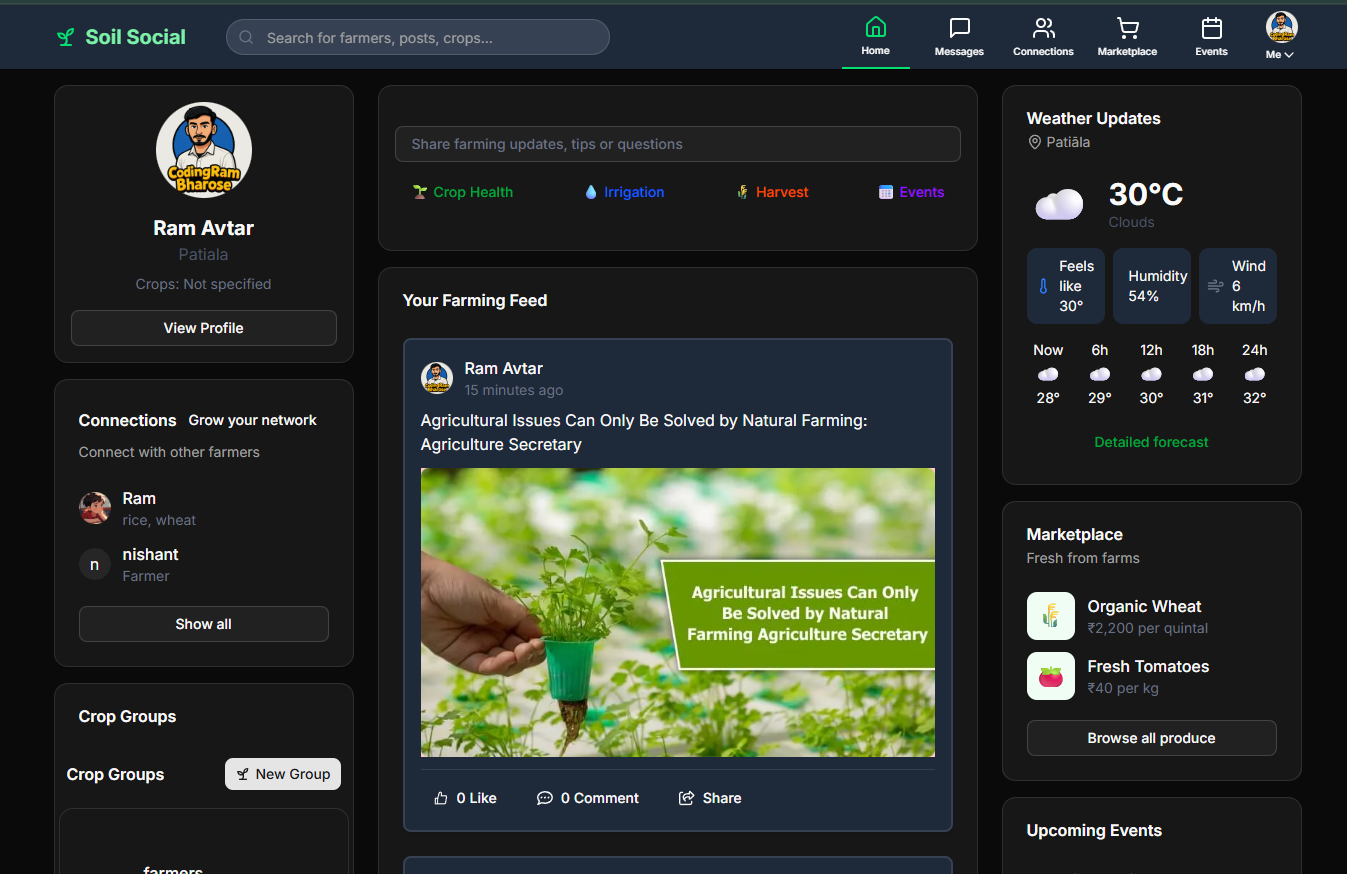 Soil Social
Search for farmers, posts, crops...
Home
Messages
Connections
Marketplace
Events
Me
CodingRam
Bharose
Ram Avtar
Patiala
Crops: Not specified
View Profile
Connections
Grow your network
Connect with other farmers
Ram
rice, wheat
n
nishant
Farmer
Show all
Crop Groups
Crop Groups
New Group
farmers
Share farming updates, tips or questions
Crop Health
Irrigation
Harvest
Events
Your Farming Feed
Ram Avtar
15 minutes ago
Agricultural Issues Can Only Be Solved by Natural Farming:
Agriculture Secretary
Agricultural Issues Can Only
Be Solved by Natural
Farming Agriculture Secretary
0 Like
0 Comment
Share
Weather Updates
Patiāla
30°C
Clouds
Feels
like
30°
Humidity
54%
Wind
6
km/h
Now 6h 12h 18h 24h
28° 29° 30° 31° 32°
Detailed forecast
Marketplace
Fresh from farms
Organic Wheat
₹2,200 per quintal
Fresh Tomatoes
₹40 per kg
Browse all produce
Upcoming Events